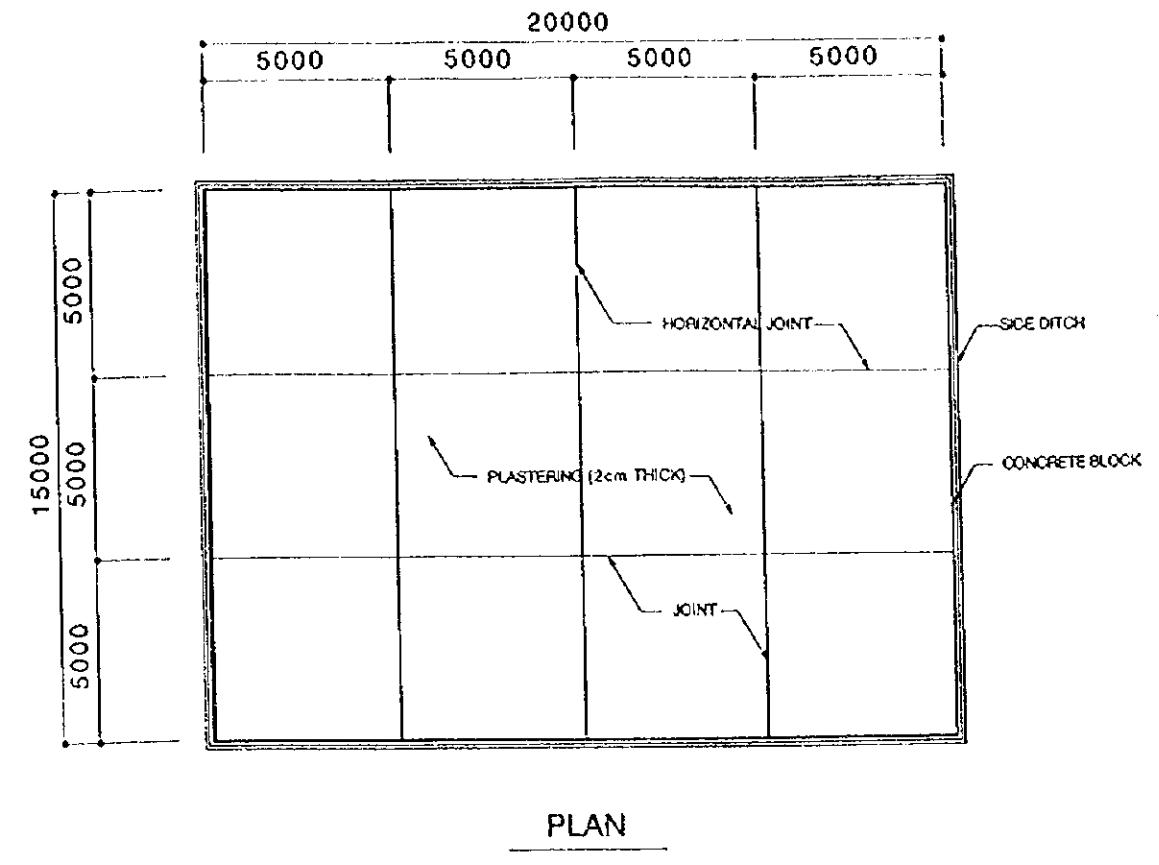 20000
5000 5000 5000 5000
5000
HORIZONTAL JOINT
SIDE DITCH
15000
5000
PLASTERING (2cm THICK)
CONCRETE BLOCK
JOINT
5000
PLAN